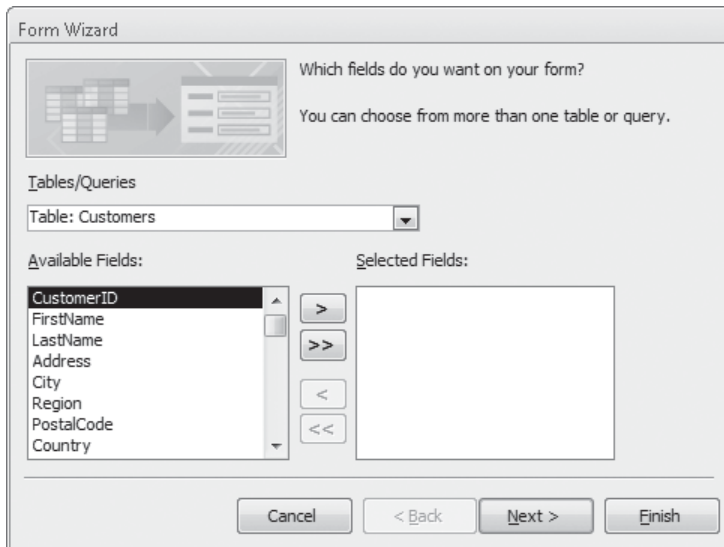 Form Wizard
Which fields do you want on your form?
You can choose from more than one table or query.
Tables/Queries
Table: Customers
Available Fields:
Selected Fields:
CustomerID
FirstName
LastName
Address
City
Region
PostalCode
Country
>
>>
<
<<
Cancel
< Back
Next >
Finish